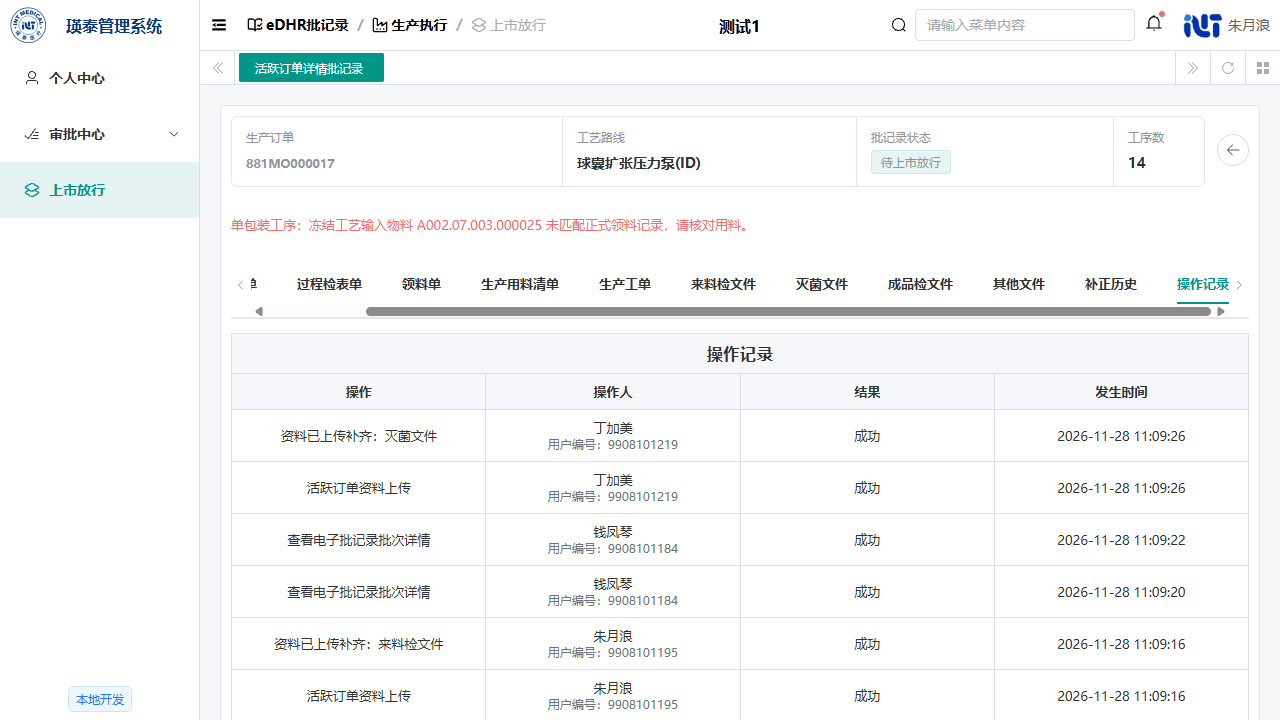 瑛泰管理系统
eDHR批记录 / 生产执行 / 上市放行
测试1
请输入菜单内容
朱月浪
个人中心
审批中心
上市放行
本地开发
活跃订单详情批记录
生产订单
881MO000017
工艺路线
球囊扩张压力泵(ID)
批记录状态
待上市放行
工序数
14
单包装工序：冻结工艺输入物料 A002.07.003.000025 未匹配正式领料记录，请核对用料。
过程检表单 领料单 生产用料清单 生产工单 来料检文件 灭菌文件 成品检文件 其他文件 补正历史 操作记录
操作记录
操作 操作人 结果 发生时间
资料已上传补齐：灭菌文件 丁加美 成功 2026-11-28 11:09:26
用户编号：9908101219
活跃订单资料上传 丁加美 成功 2026-11-28 11:09:26
用户编号：9908101219
查看电子批记录批次详情 钱凤琴 成功 2026-11-28 11:09:22
用户编号：9908101184
查看电子批记录批次详情 钱凤琴 成功 2026-11-28 11:09:20
用户编号：9908101184
资料已上传补齐：来料检文件 朱月浪 成功 2026-11-28 11:09:16
用户编号：9908101195
活跃订单资料上传 朱月浪 成功 2026-11-28 11:09:16
用户编号：9908101195